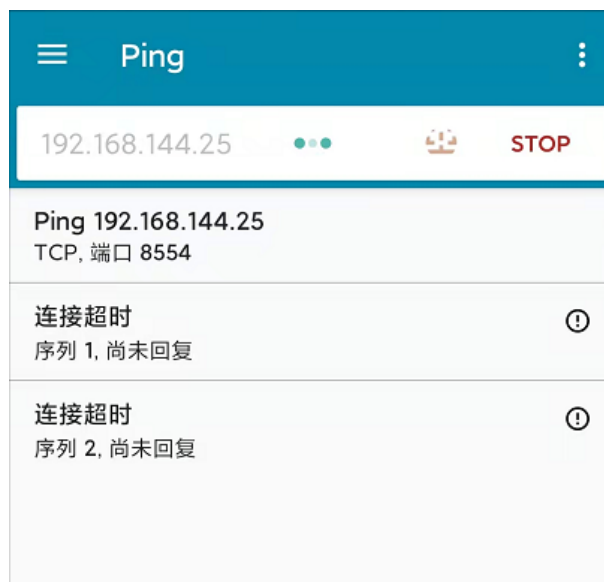 Ping
192.168.144.25
STOP
Ping 192.168.144.25
TCP, 端口 8554
连接超时
序列 1, 尚未回复
连接超时
序列 2, 尚未回复